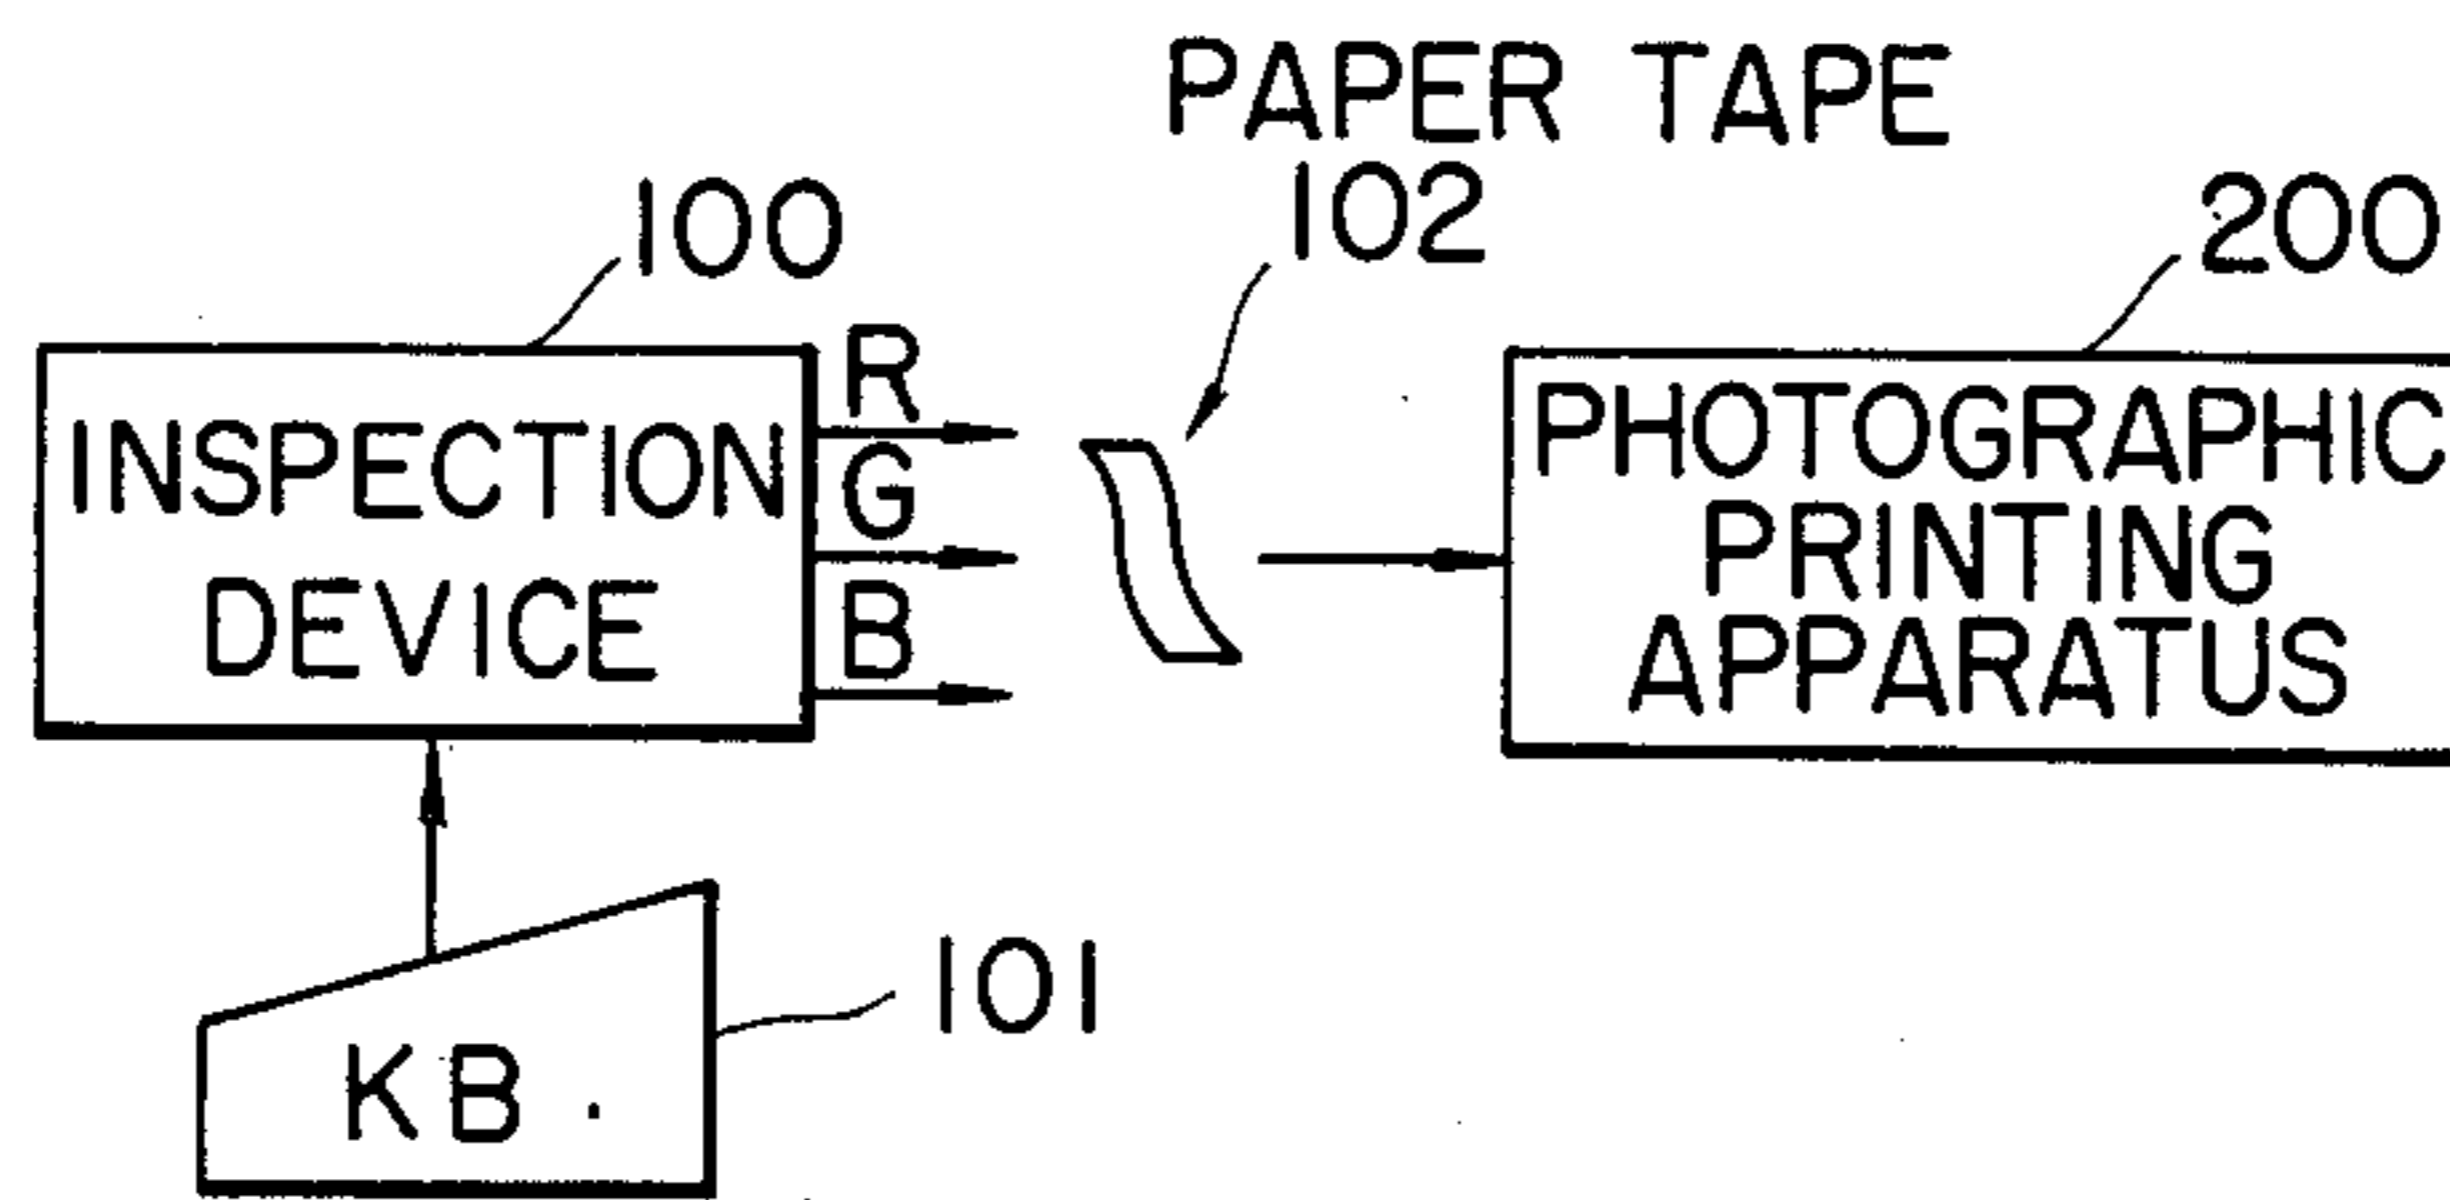 PAPER TAPE
102
100
200
R
G
B
INSPECTION
DEVICE
PHOTOGRAPHIC
PRINTING
APPARATUS
101
KB